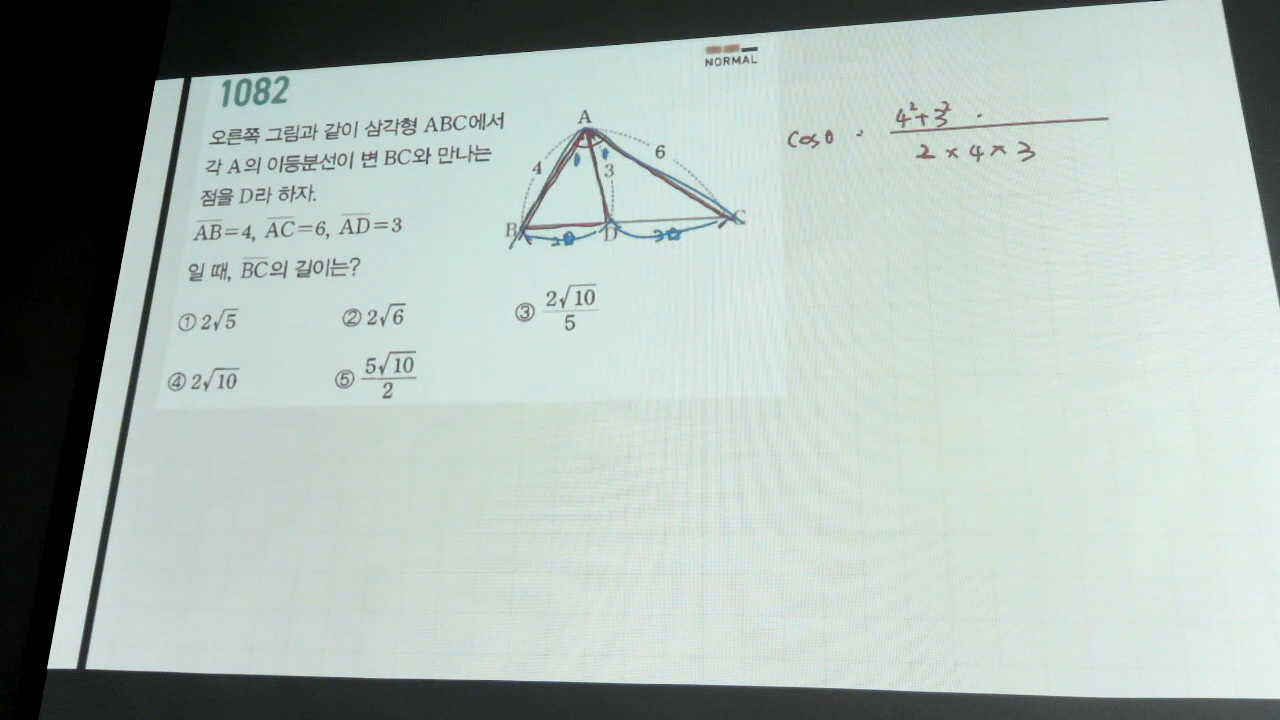 NORMAL
1082
오른쪽 그림과 같이 삼각형 ABC에서
각 A의 이등분선이 변 BC와 만나는
점을 D라 하자.
AB=4, AC=6, AD=3
일 때, BC의 길이는?
① 2√5
② 2√6
③ 2√10/5
④ 2√10
⑤ 5√10/2
A
4
3
6
B
D
C
cosθ
4²+3²
2×4×3